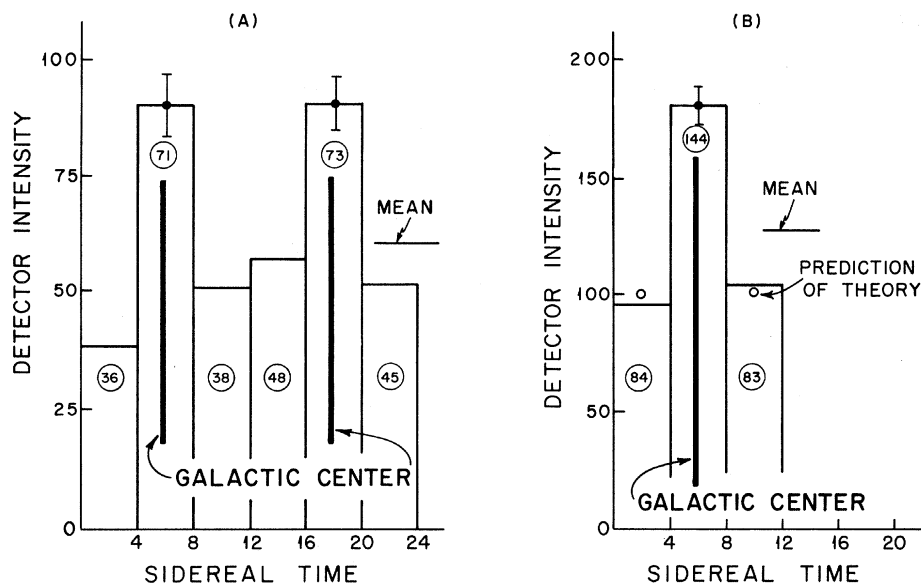 (A)
DETECTOR INTENSITY
100
75
50
25
0
71
73
36
38
48
45
MEAN
GALACTIC CENTER
4 8 12 16 20 24
SIDEREAL TIME
(B)
DETECTOR INTENSITY
200
150
100
50
0
144
84
83
MEAN
PREDICTION
OF THEORY
GALACTIC CENTER
4 8 12 16 20
SIDEREAL TIME